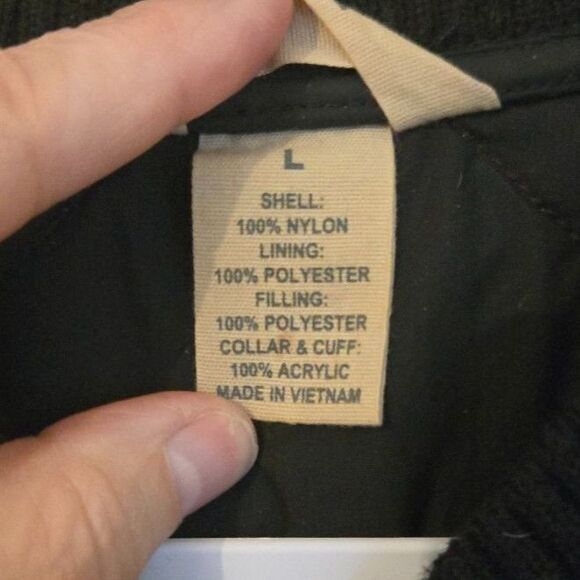 L
SHELL:
100% NYLON
LINING:
100% POLYESTER
FILLING:
100% POLYESTER
COLLAR & CUFF:
100% ACRYLIC
MADE IN VIETNAM